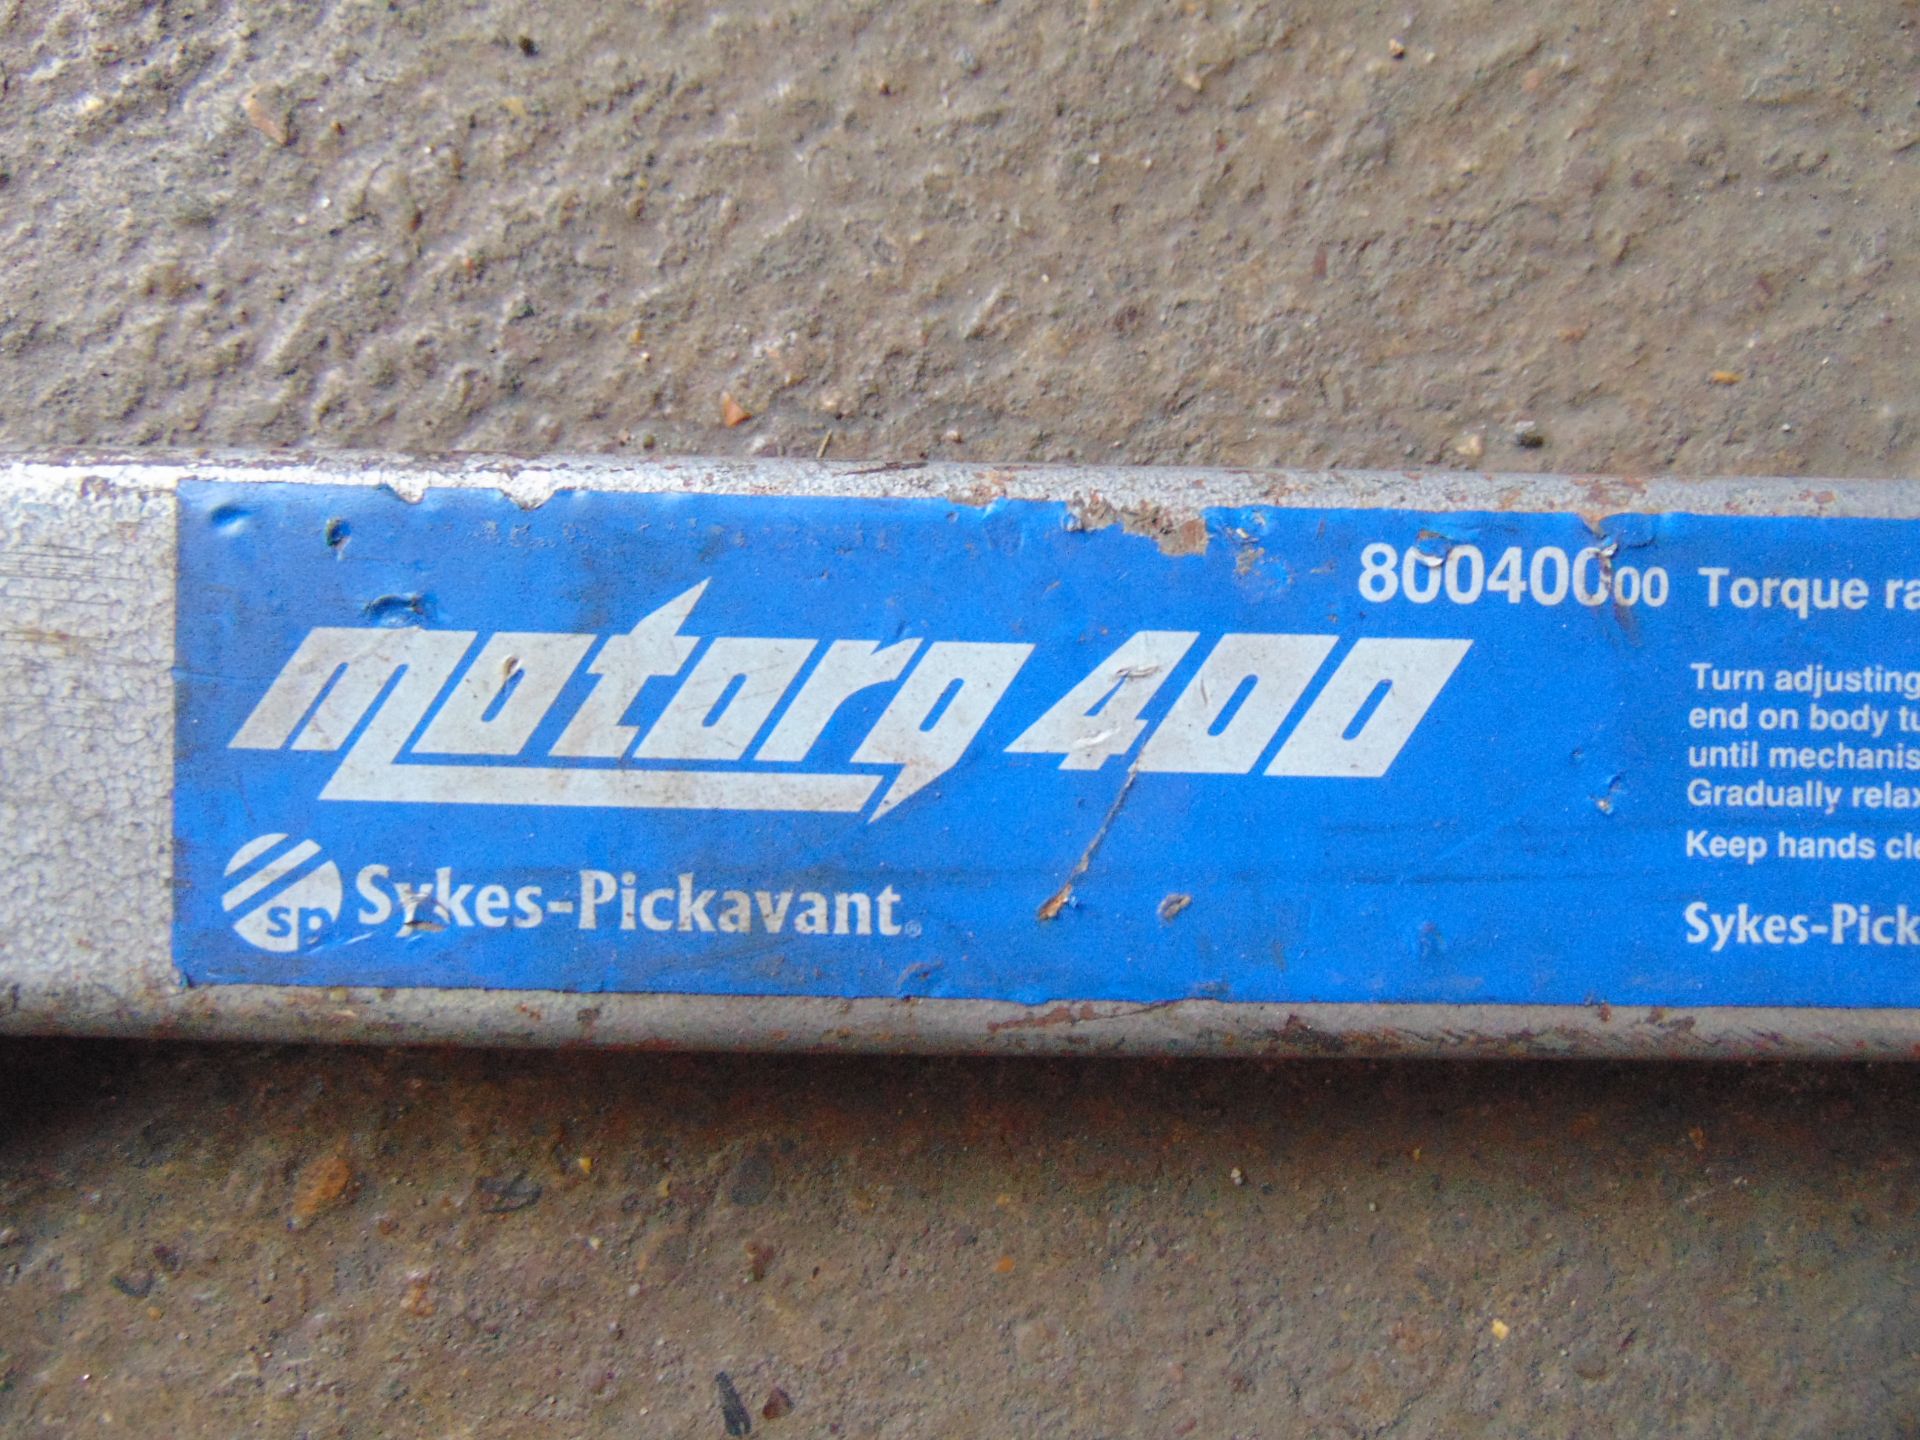 80040000 Torque ra
motorq 400
Turn adjusting
end on body tu
until mechanis
Gradually relax
Keep hands cle
sp Sykes-Pickavant®
Sykes-Pick